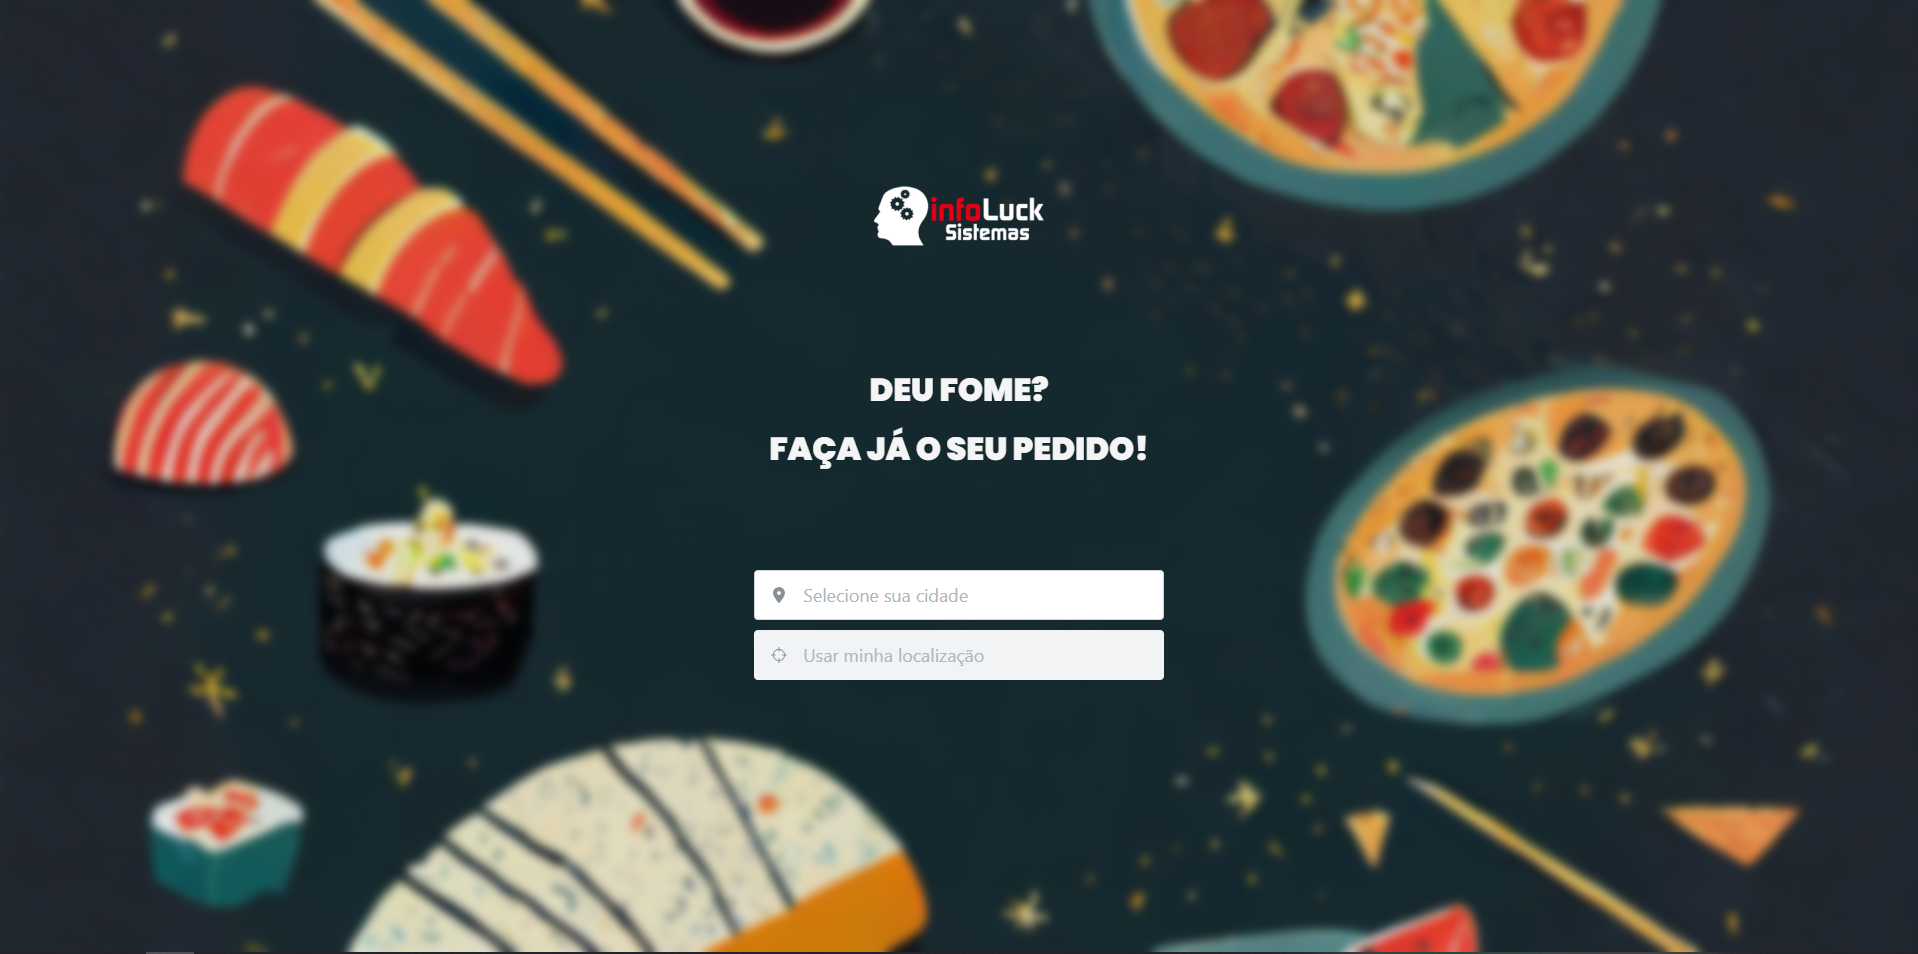 infoLuck
Sistemas
DEU FOME?
FAÇA JÁ O SEU PEDIDO!
Selecione sua cidade
Usar minha localização